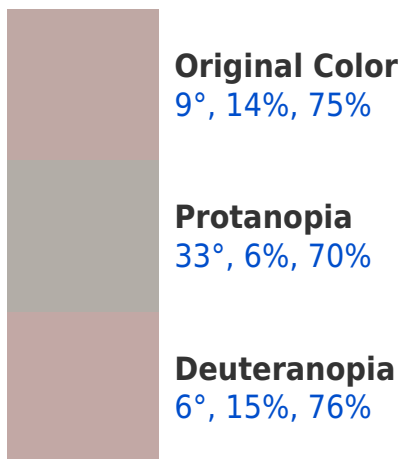 Original Color
9°, 14%, 75%
Protanopia
33°, 6%, 70%
Deuteranopia
6°, 15%, 76%